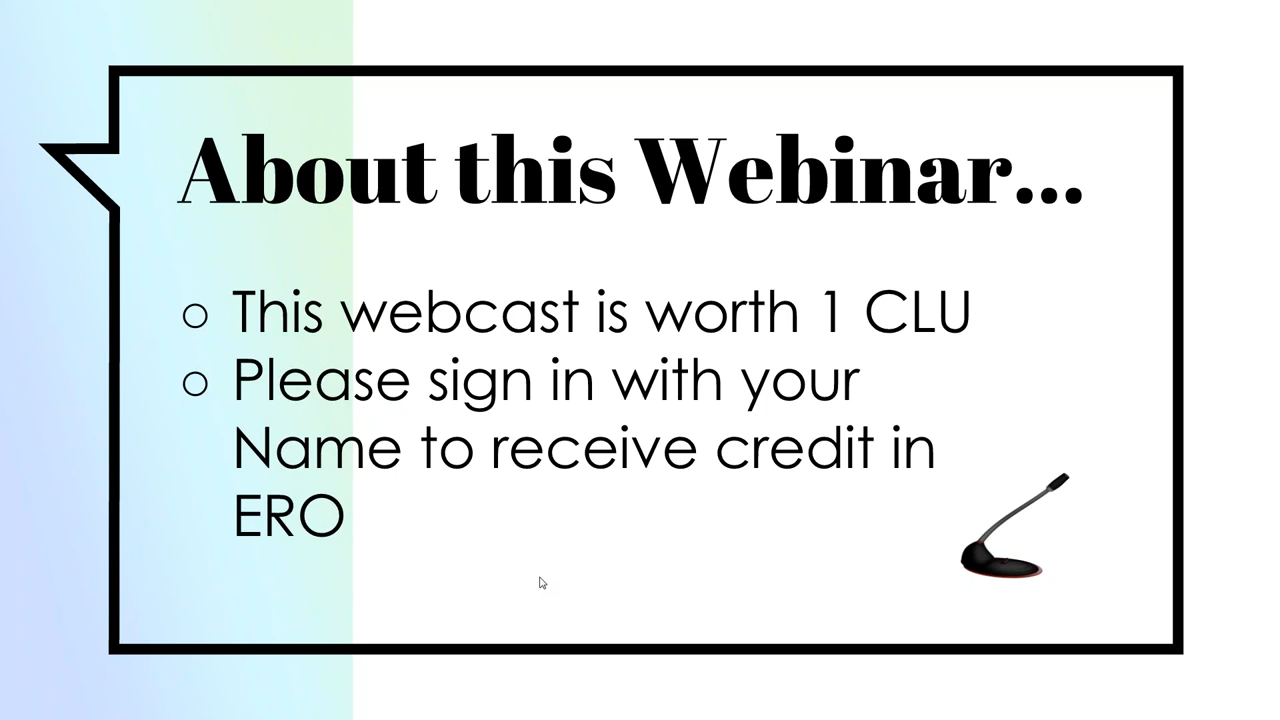 About this Webinar...
○ This webcast is worth 1 CLU
○ Please sign in with your
Name to receive credit in
ERO